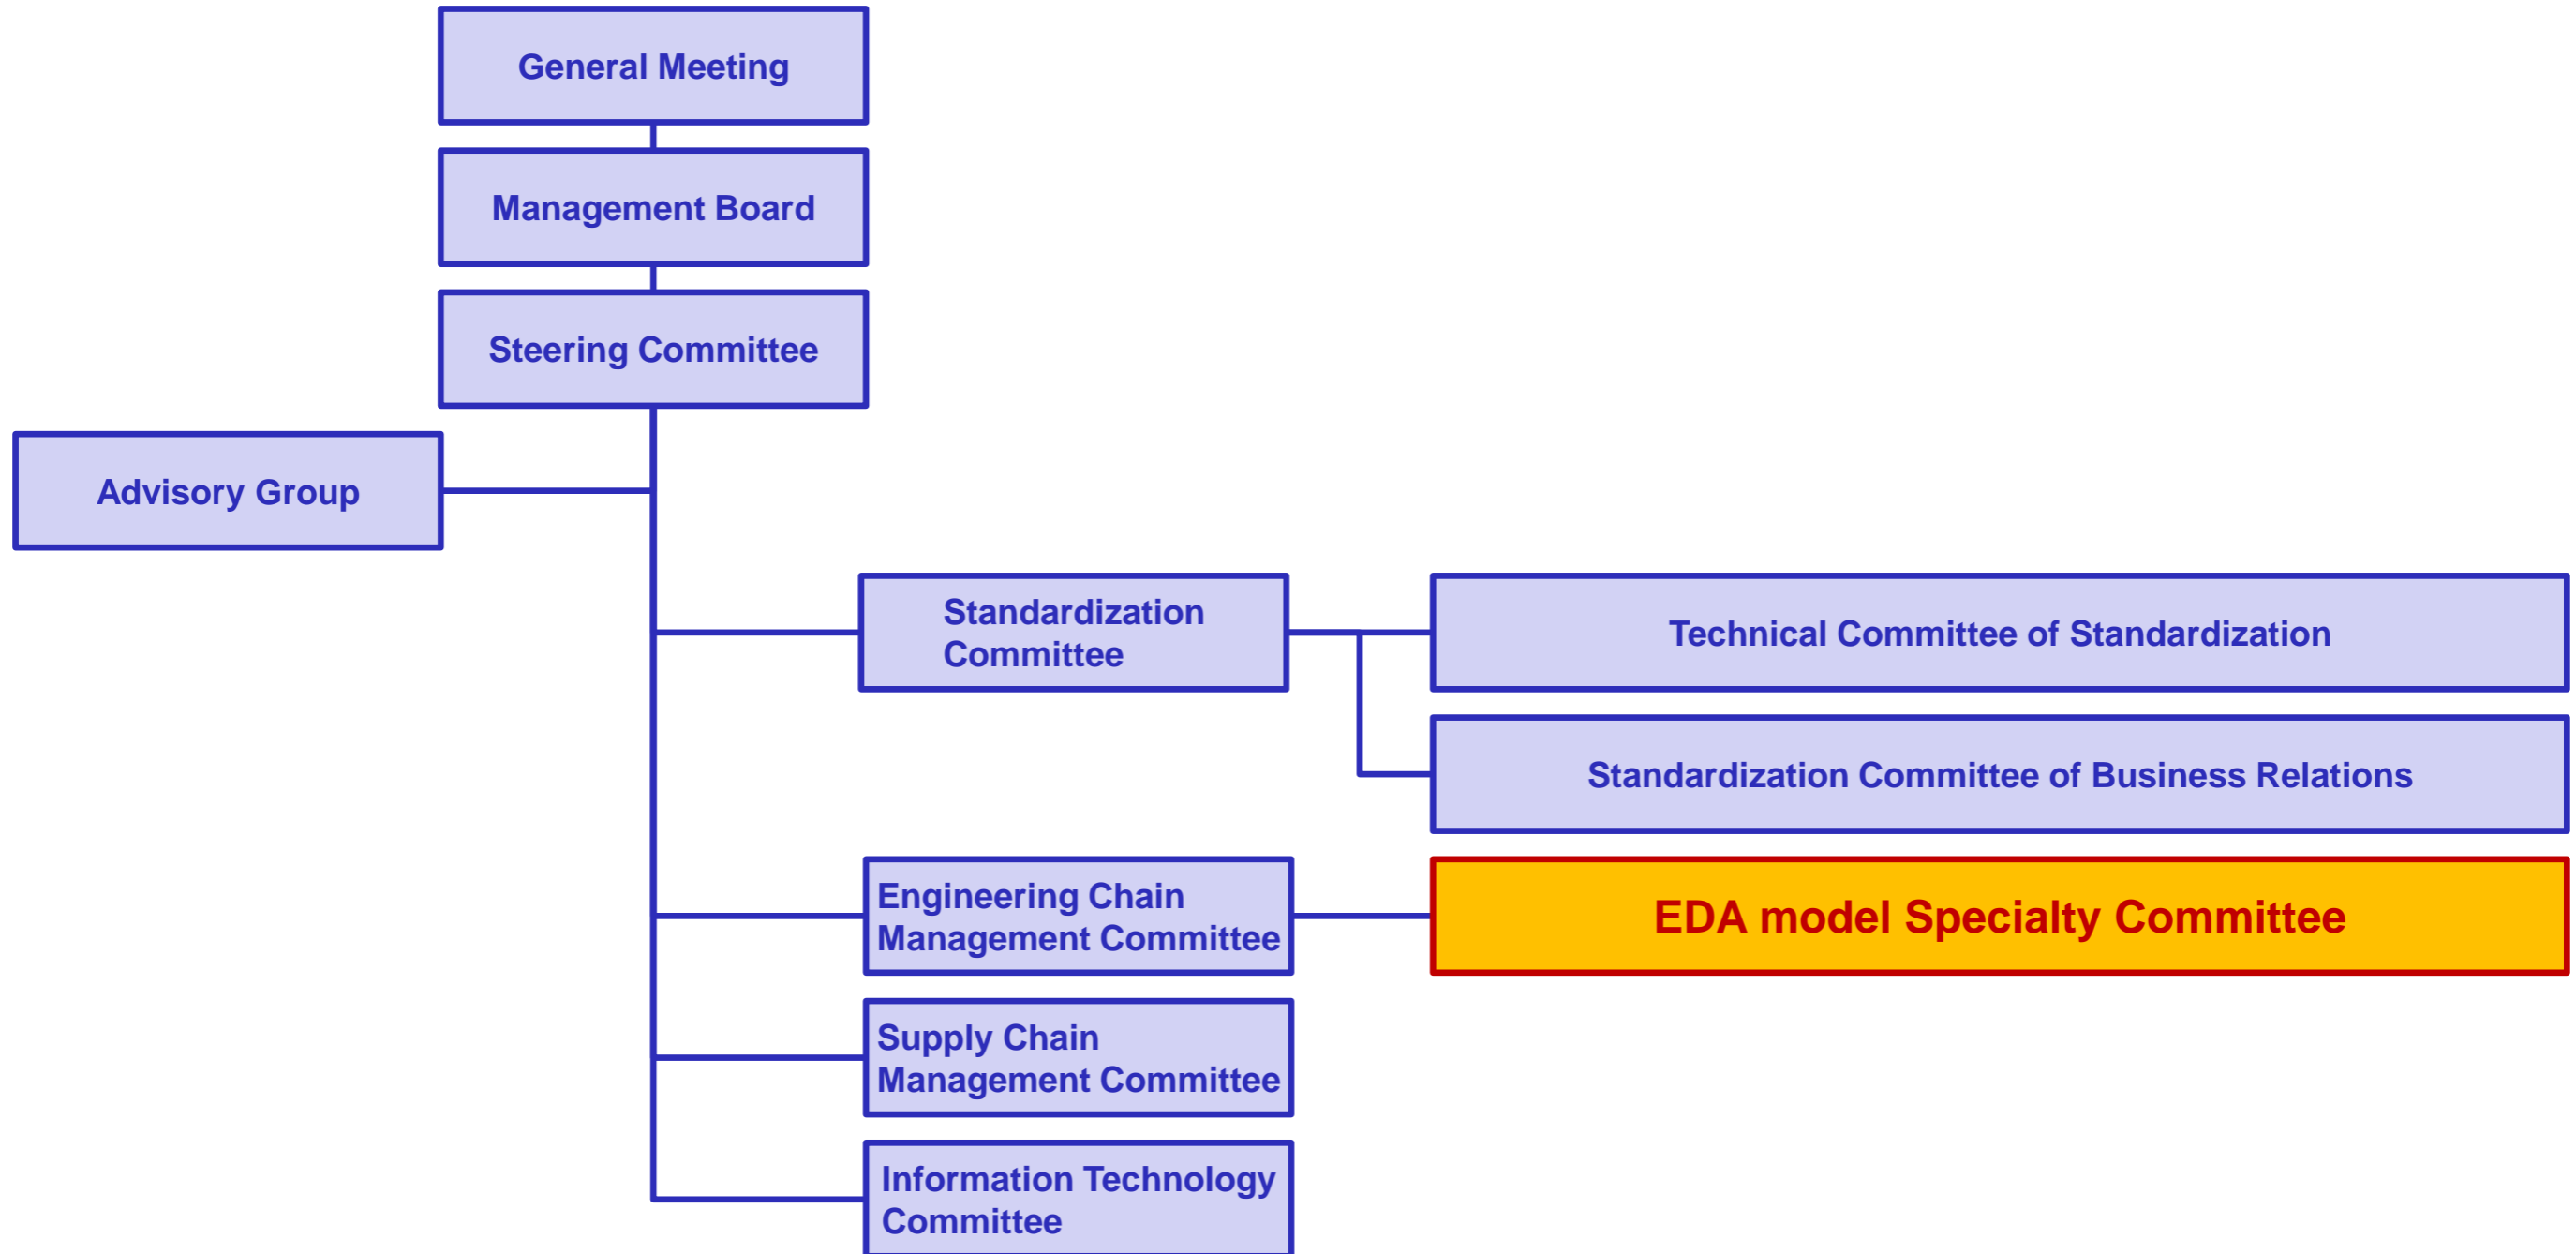 General Meeting
Management Board
Steering Committee
Advisory Group
Standardization
Committee
Technical Committee of Standardization
Standardization Committee of Business Relations
Engineering Chain
Management Committee
EDA model Specialty Committee
Supply Chain
Management Committee
Information Technology
Committee